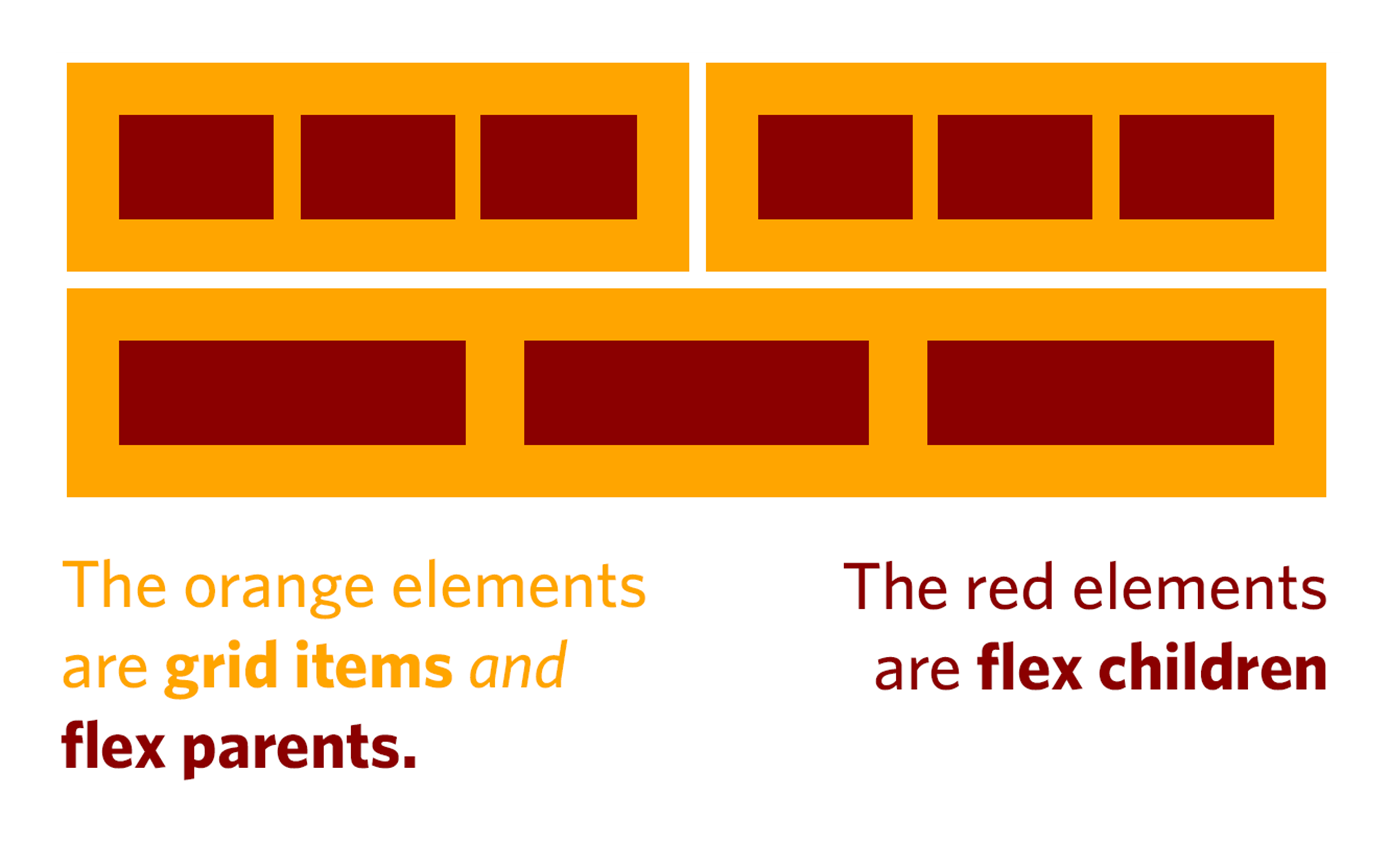 The orange elements
are grid items and
flex parents.
The red elements
are flex children